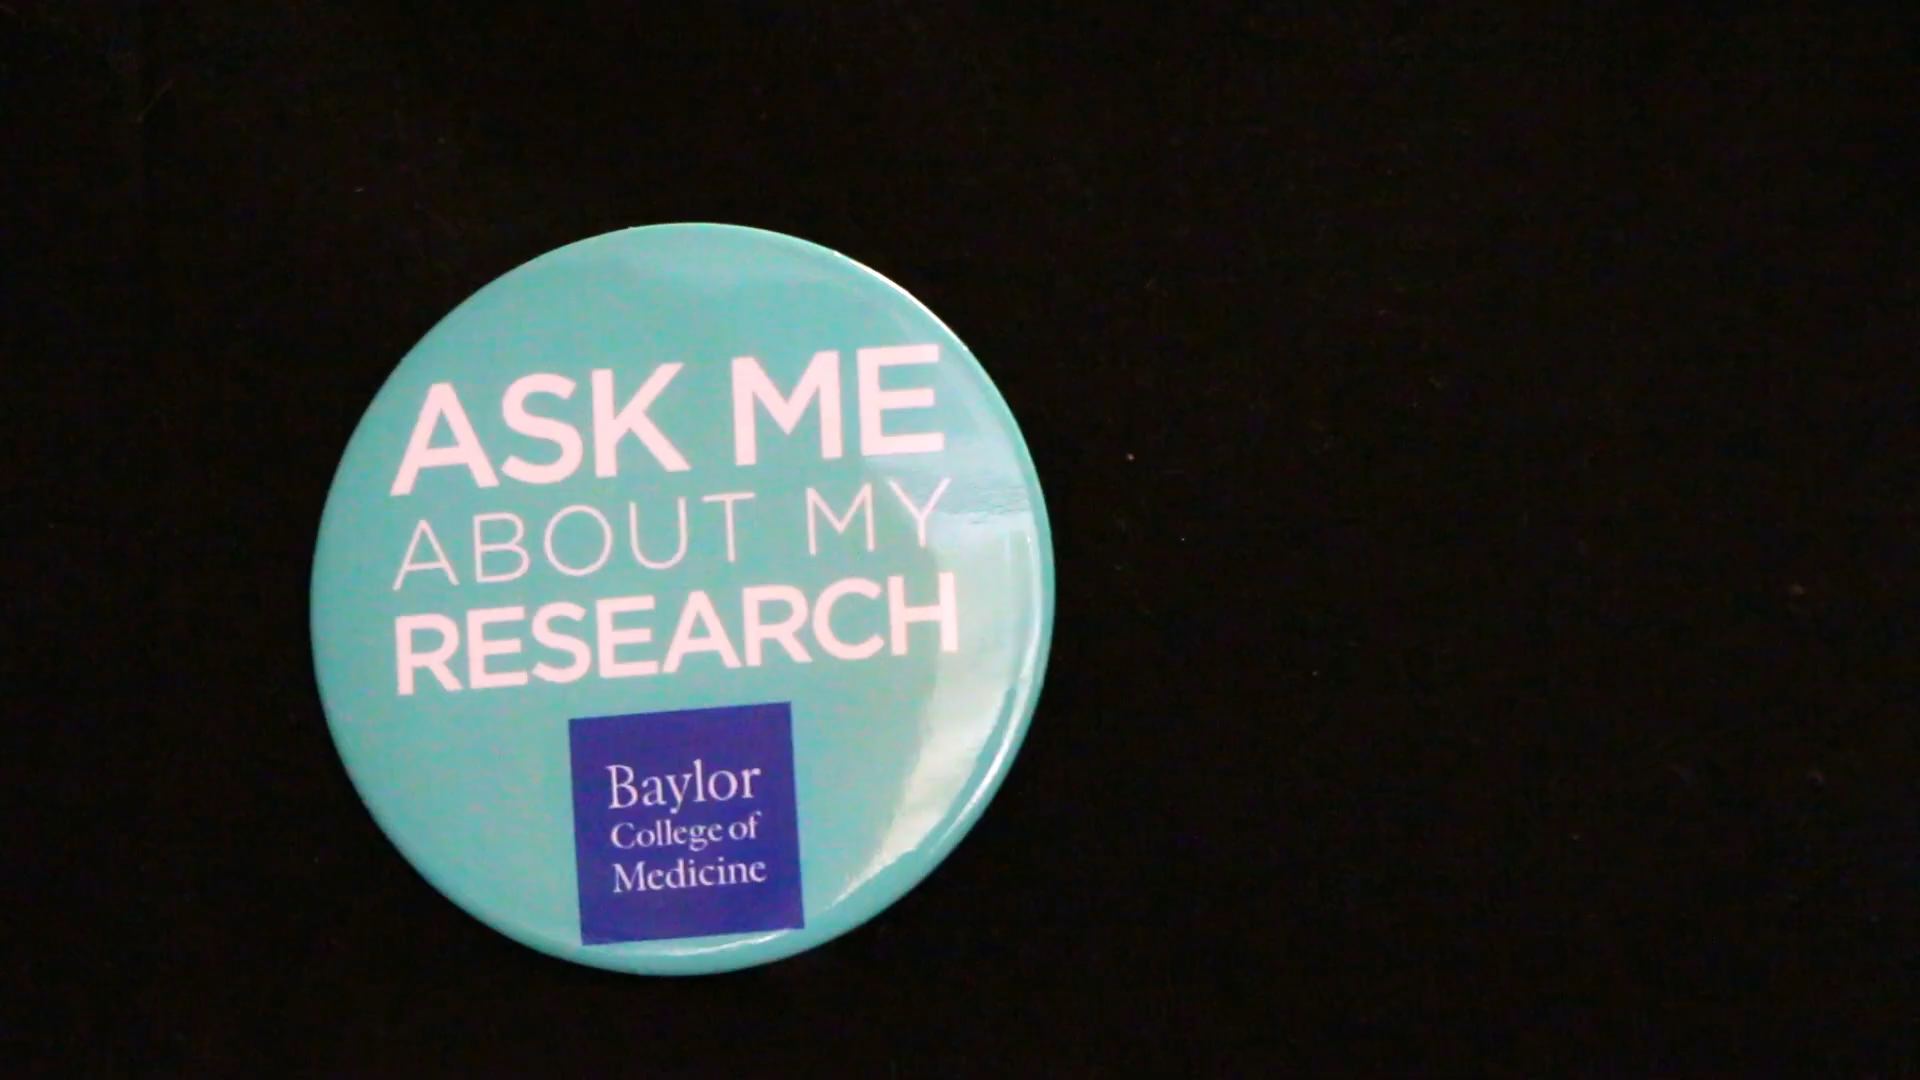 ASK ME
ABOUT MY
RESEARCH
Baylor
College of
Medicine